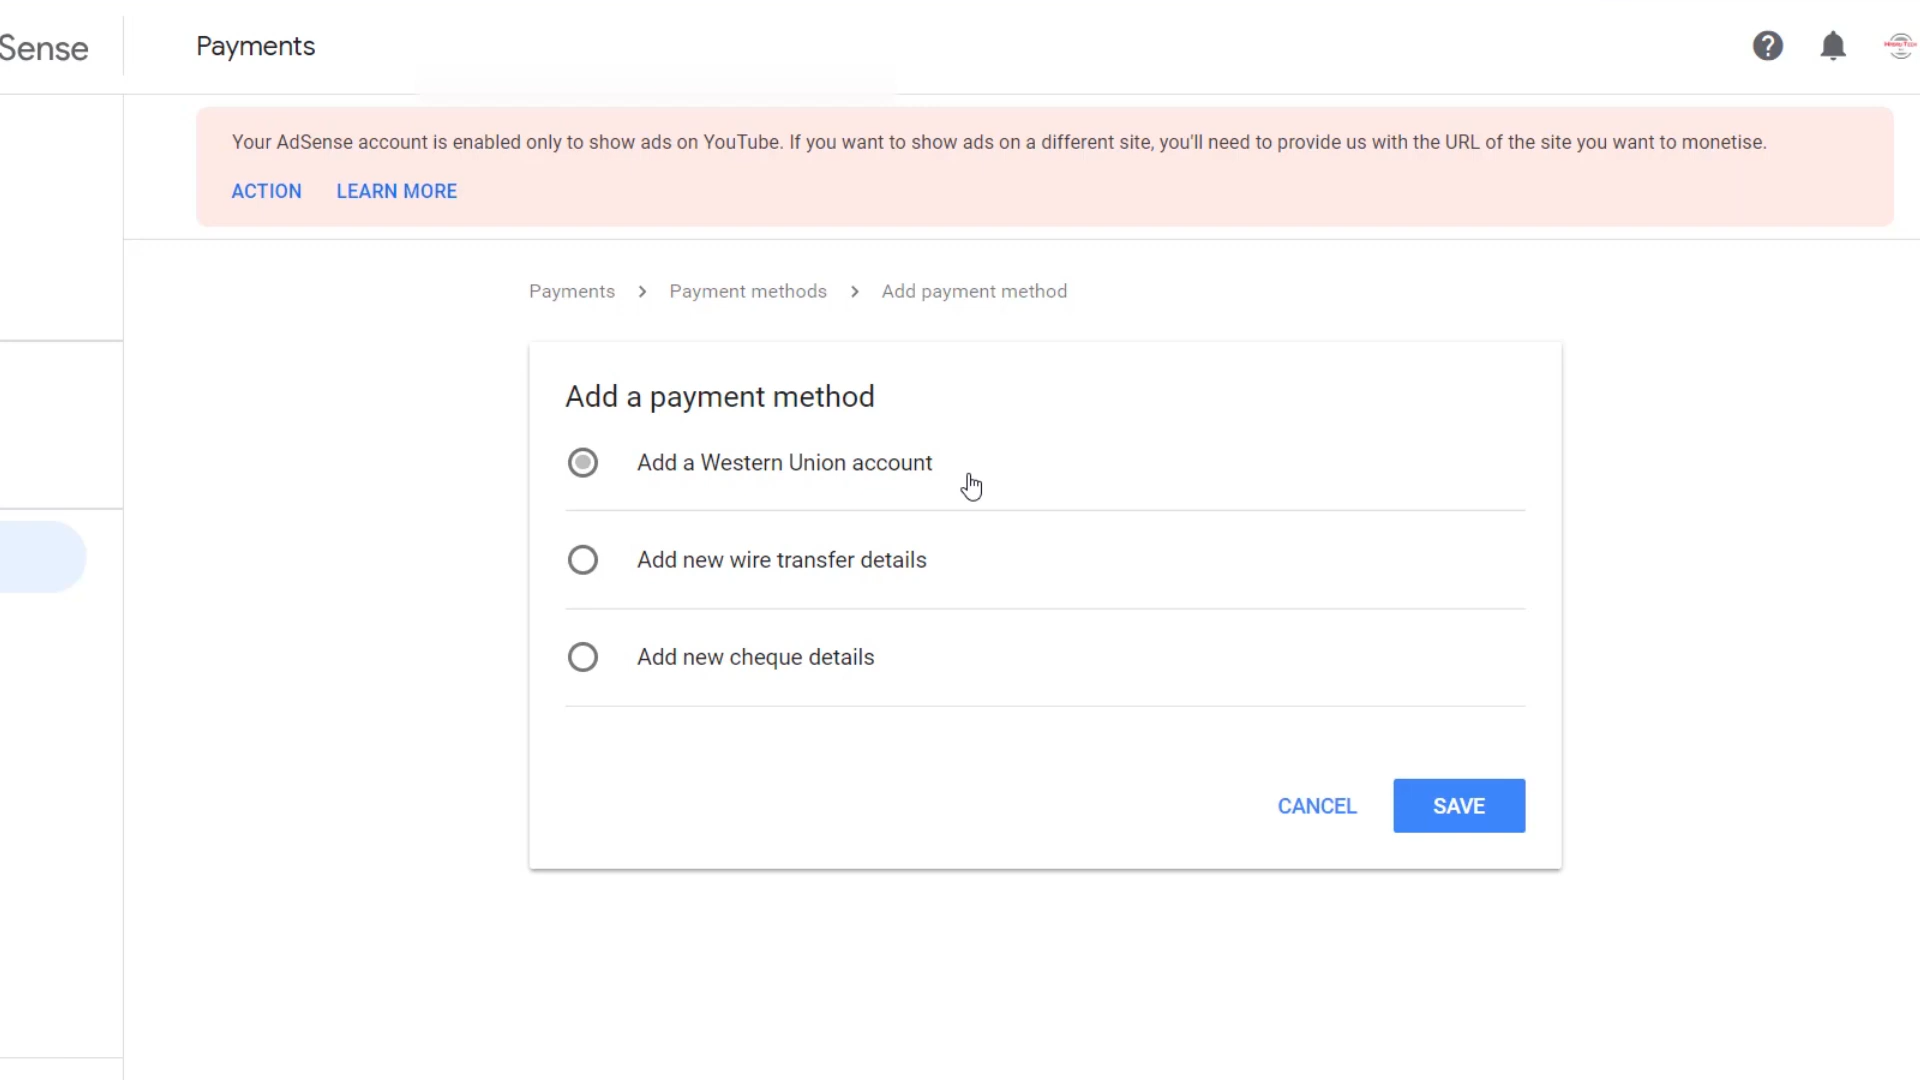 Sense
Payments
Your AdSense account is enabled only to show ads on YouTube. If you want to show ads on a different site, you'll need to provide us with the URL of the site you want to monetise.
ACTION LEARN MORE
Payments > Payment methods > Add payment method
Add a payment method
Add a Western Union account
Add new wire transfer details
Add new cheque details
CANCEL SAVE